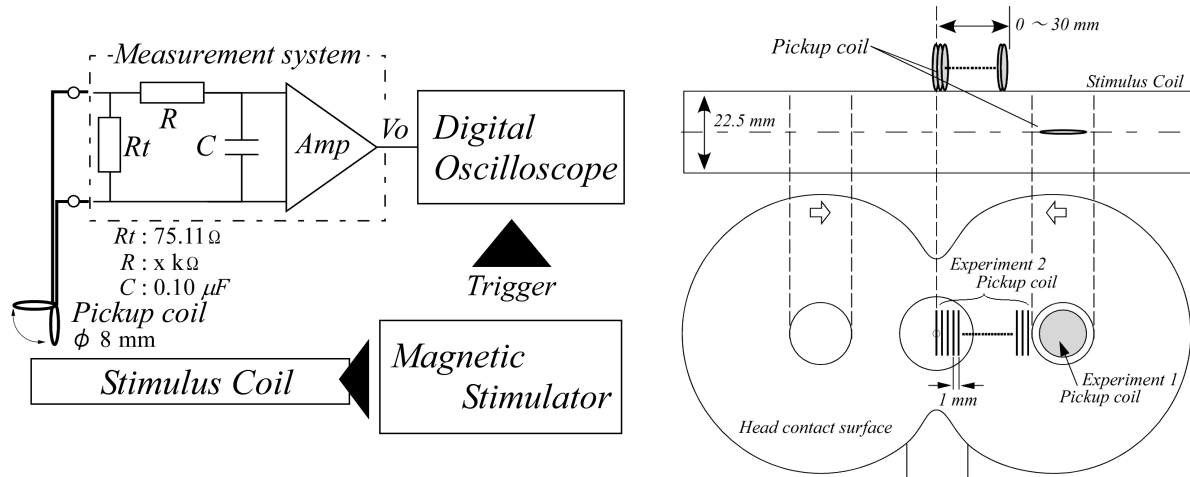 Measurement system
R
Rt
C
Amp
Vo
Digital
Oscilloscope
Rt : 75.11 Ω
R : x kΩ
C : 0.10 μF
Trigger
Pickup coil
ϕ 8 mm
Stimulus Coil
Magnetic
Stimulator
0 ～ 30 mm
Pickup coil
Stimulus Coil
22.5 mm
Experiment 2
Pickup coil
1 mm
Experiment 1
Pickup coil
Head contact surface